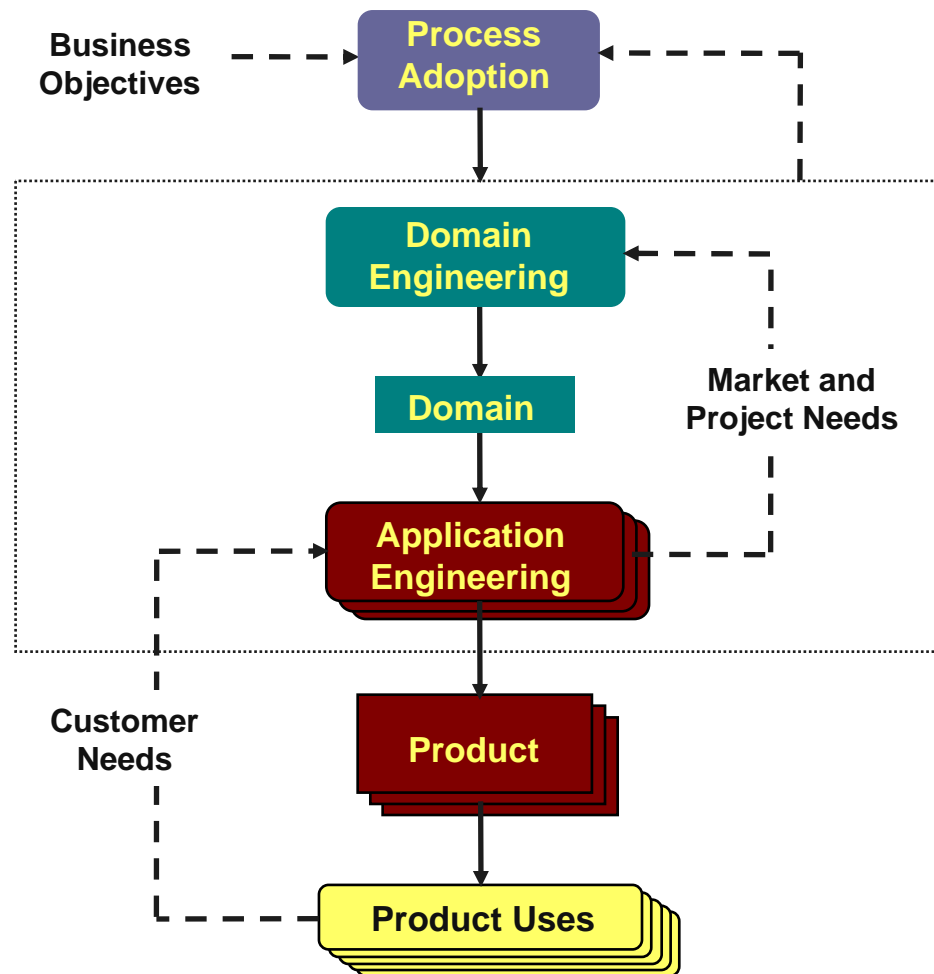 Process
Adoption
Business
Objectives
Domain
Engineering
Domain
Market and
Project Needs
Application
Engineering
Customer
Needs
Product
Product Uses